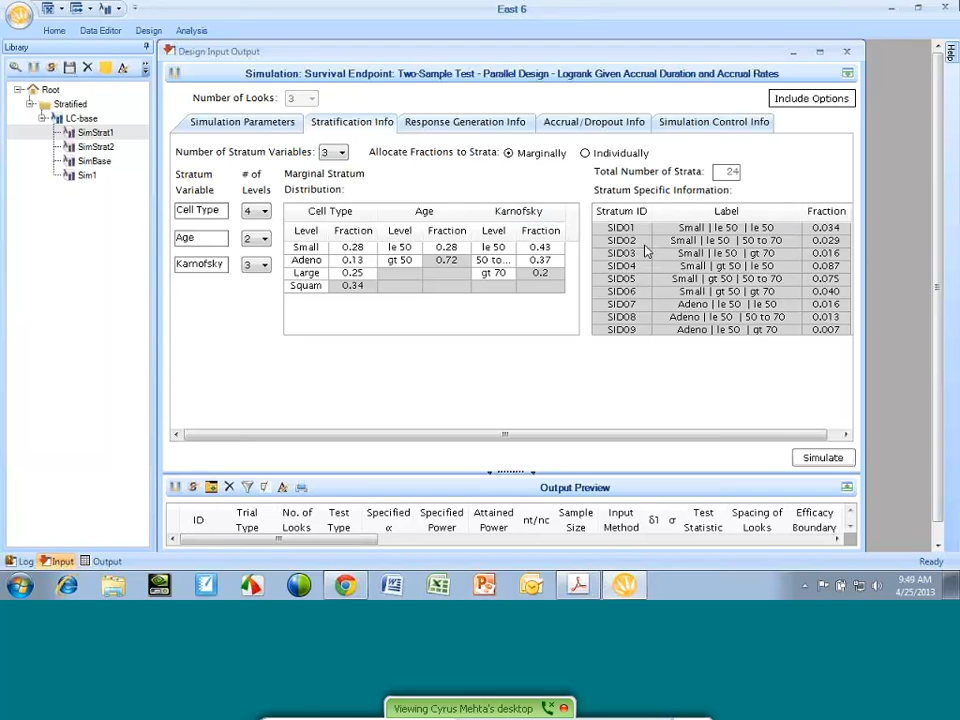 East 6
Home Data Editor Design Analysis
Library
Root
Stratified
LC-base
SimStrat1
SimStrat2
SimBase
Sim1
Design Input Output
Simulation: Survival Endpoint: Two-Sample Test - Parallel Design - Logrank Given Accrual Duration and Accrual Rates
Number of Looks: 3
Include Options
Simulation Parameters Stratification Info Response Generation Info Accrual/Dropout Info Simulation Control Info
Number of Stratum Variables: 3 Allocate Fractions to Strata: Marginally Individually
Stratum Variable # of Levels Marginal Stratum Distribution:
Total Number of Strata: 24
Stratum Specific Information:
Cell Type 4
Age 2
Karnofsky 3
Cell Type Age Karnofsky
Level Fraction Level Fraction Level Fraction
Small 0.28 le 50 0.28 le 50 0.43
Adeno 0.13 gt 50 0.72 50 to... 0.37
Large 0.25 gt 70 0.2
Squam 0.34
Stratum ID Label Fraction
SID01 Small | le 50 | le 50 0.034
SID02 Small | le 50 | 50 to 70 0.029
SID03 Small | le 50 | gt 70 0.016
SID04 Small | gt 50 | le 50 0.087
SID05 Small | gt 50 | 50 to 70 0.075
SID06 Small | gt 50 | gt 70 0.040
SID07 Adeno | le 50 | le 50 0.016
SID08 Adeno | le 50 | 50 to 70 0.013
SID09 Adeno | le 50 | gt 70 0.007
Simulate
Output Preview
ID Trial Type No. of Looks Test Type Specified α Specified Power Attained Power nt/nc Sample Size Input Method δ1 σ Test Statistic Spacing of Looks Efficacy Boundary
Log Input Output Ready
9:49 AM
4/25/2013
Viewing Cyrus Mehta's desktop
Help